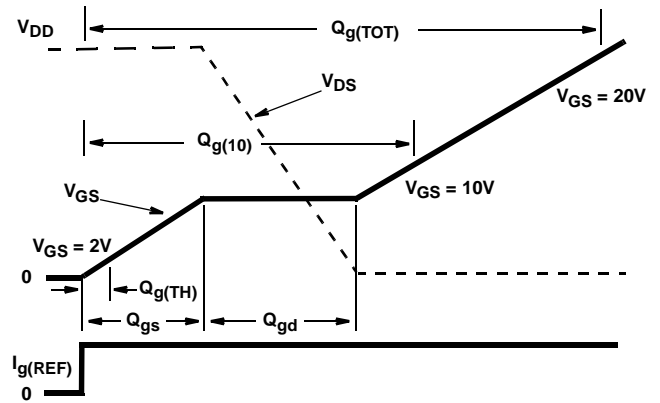 V_DD
Q_g(TOT)
V_DS
V_GS = 20V
Q_g(10)
V_GS
V_GS = 10V
V_GS = 2V
0
Q_g(TH)
Q_gs
Q_gd
I_g(REF)
0